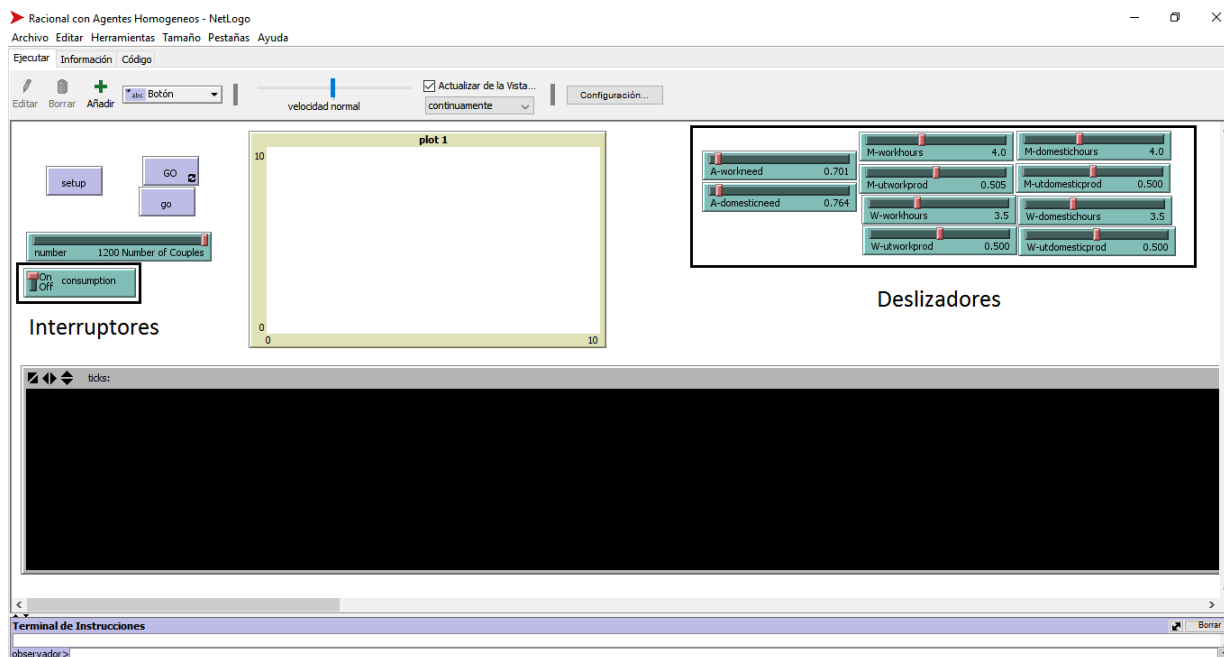 Racional con Agentes Homogeneos - NetLogo
Archivo Editar Herramientas Tamaño Pestañas Ayuda
Ejecutar Información Código
Editar Borrar Añadir abc Botón velocidad normal Actualizar de la Vista... continuamente Configuración...
setup
GO
go
number 1200 Number of Couples
On
Off consumption
Interruptores
plot 1
10
0
0 10
A-workneed 0.701
A-domesticneed 0.764
M-workhours 4.0
M-utworkprod 0.505
W-workhours 3.5
W-utworkprod 0.500
M-domestichours 4.0
M-utdomesticprod 0.500
W-domestichours 3.5
W-utdomesticprod 0.500
Deslizadores
ticks:
Terminal de Instrucciones Borrar
observador>